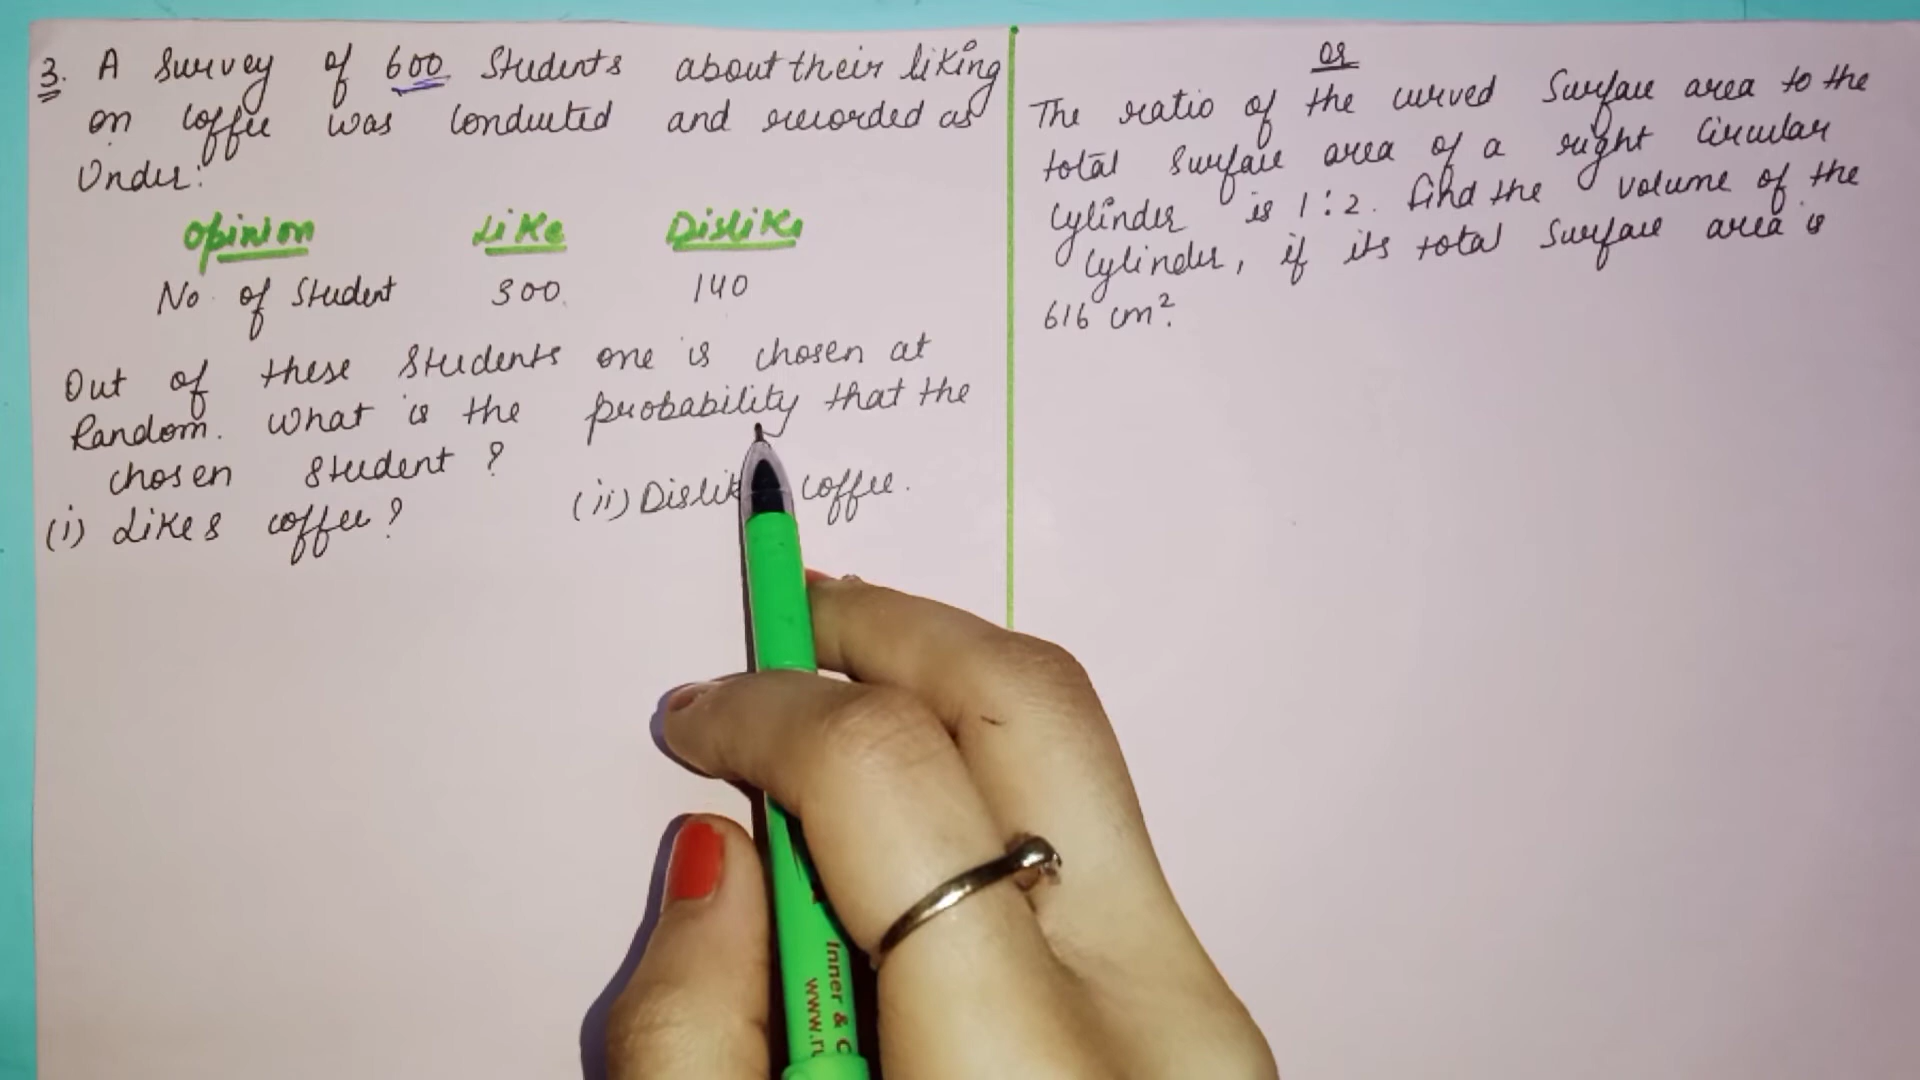 3. A Survey of 600 Students about their liking
on coffee was conducted and recorded as
Under:
Opinion Like Dislike
No. of Student 300 140
Out of these Students one is chosen at
Random. What is the probability that the
chosen student?
(i) Likes coffee? (ii) Dislik coffee.
or
The ratio of the curved Surface area to the
total surface area of a right Circular
Cylinder is 1:2. find the volume of the
Cylinder, if its total surface area is
616 cm².
Inner & C
www.ru